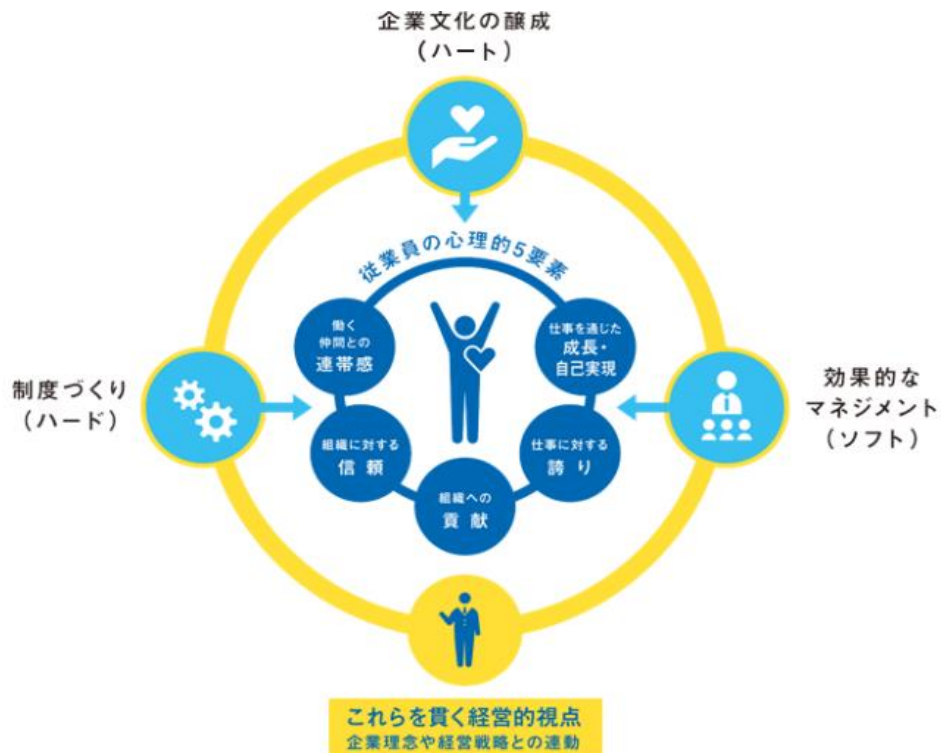 企業文化の醸成
（ハート）
従業員の心理的5要素
働く
仲間との
連帯感
仕事を通じた
成長・
自己実現
制度づくり
（ハード）
効果的な
マネジメント
（ソフト）
組織に対する
信頼
仕事に対する
誇り
組織への
貢献
これらを貫く経営的視点
企業理念や経営戦略との連動